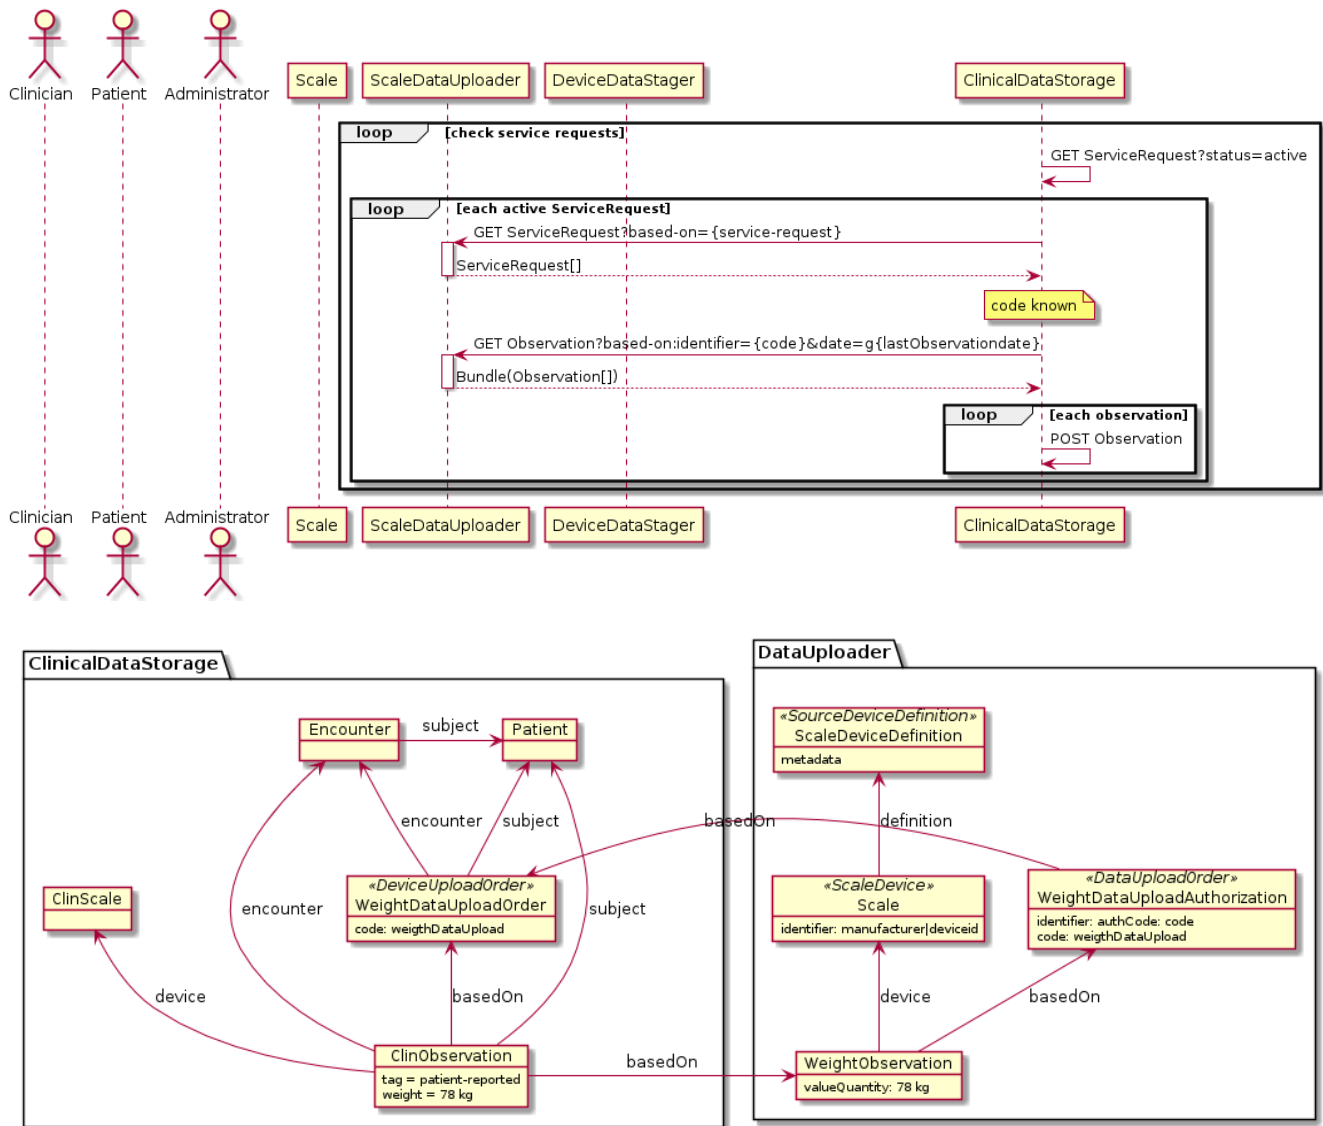 Clinician
Patient
Administrator
Scale
ScaleDataUploader
DeviceDataStager
ClinicalDataStorage
loop [check service requests]
GET ServiceRequest?status=active
loop [each active ServiceRequest]
GET ServiceRequest?based-on={service-request}
ServiceRequest[]
code known
GET Observation?based-on:identifier={code}&date=g{lastObservationdate}
Bundle(Observation[])
loop [each observation]
POST Observation
Clinician
Patient
Administrator
Scale
ScaleDataUploader
DeviceDataStager
ClinicalDataStorage
ClinicalDataStorage
Encounter
subject
Patient
encounter
subject
ClinScale
«DeviceUploadOrder»
WeightDataUploadOrder
code: weigthDataUpload
encounter
subject
device
basedOn
ClinObservation
tag = patient-reported
weight = 78 kg
basedOn
DataUploader
«SourceDeviceDefinition»
ScaleDeviceDefinition
metadata
basedOn
definition
«ScaleDevice»
Scale
identifier: manufacturer|deviceid
«DataUploadOrder»
WeightDataUploadAuthorization
identifier: authCode: code
code: weigthDataUpload
device
basedOn
WeightObservation
valueQuantity: 78 kg